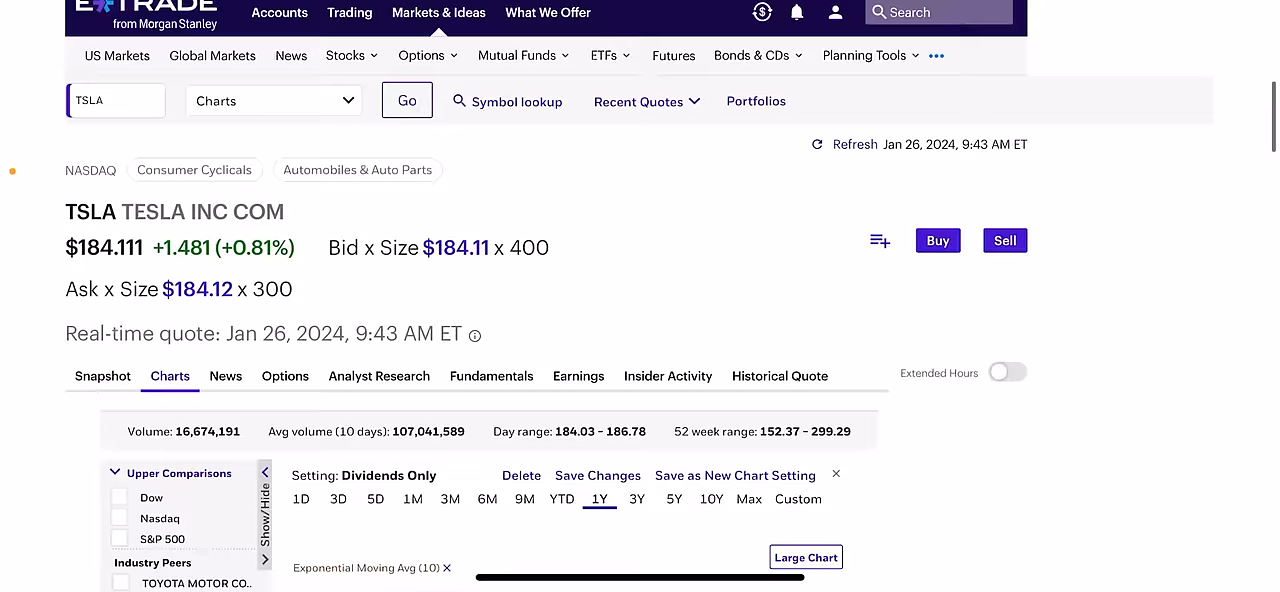 E*TRADE
from Morgan Stanley
Accounts Trading Markets & Ideas What We Offer Search
US Markets Global Markets News Stocks Options Mutual Funds ETFs Futures Bonds & CDs Planning Tools
TSLA Charts Go Symbol lookup Recent Quotes Portfolios
Refresh Jan 26, 2024, 9:43 AM ET
NASDAQ Consumer Cyclicals Automobiles & Auto Parts
TSLA TESLA INC COM
$184.111 +1.481 (+0.81%) Bid x Size $184.11 x 400
Buy Sell
Ask x Size $184.12 x 300
Real-time quote: Jan 26, 2024, 9:43 AM ET
Snapshot Charts News Options Analyst Research Fundamentals Earnings Insider Activity Historical Quote Extended Hours
Volume: 16,674,191 Avg volume (10 days): 107,041,589 Day range: 184.03 - 186.78 52 week range: 152.37 - 299.29
Upper Comparisons
Dow
Nasdaq
S&P 500
Industry Peers
TOYOTA MOTOR CO..
Show/Hide
Setting: Dividends Only Delete Save Changes Save as New Chart Setting
1D 3D 5D 1M 3M 6M 9M YTD 1Y 3Y 5Y 10Y Max Custom
Large Chart
Exponential Moving Avg (10)